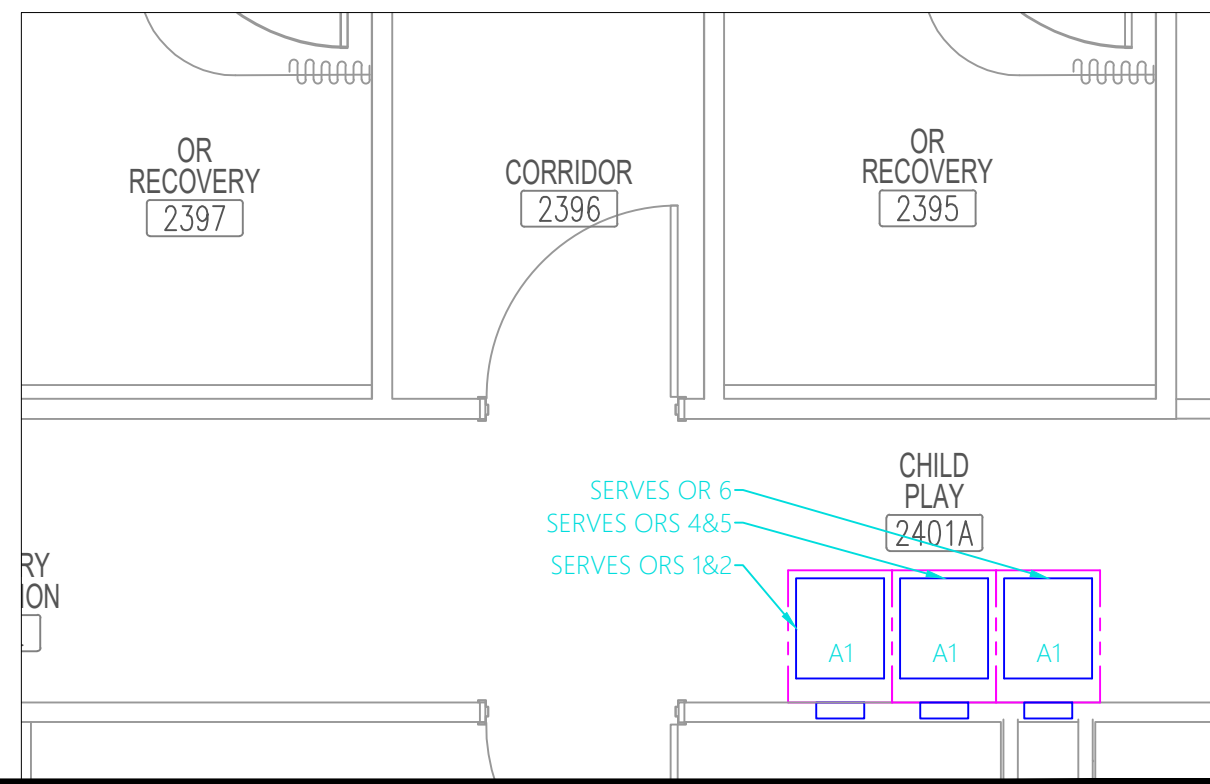 OR
RECOVERY
2397
CORRIDOR
2396
OR
RECOVERY
2395
CHILD
PLAY
2401A
SERVES OR 6
SERVES ORS 4&5
SERVES ORS 1&2
RY
ION
A1
A1
A1